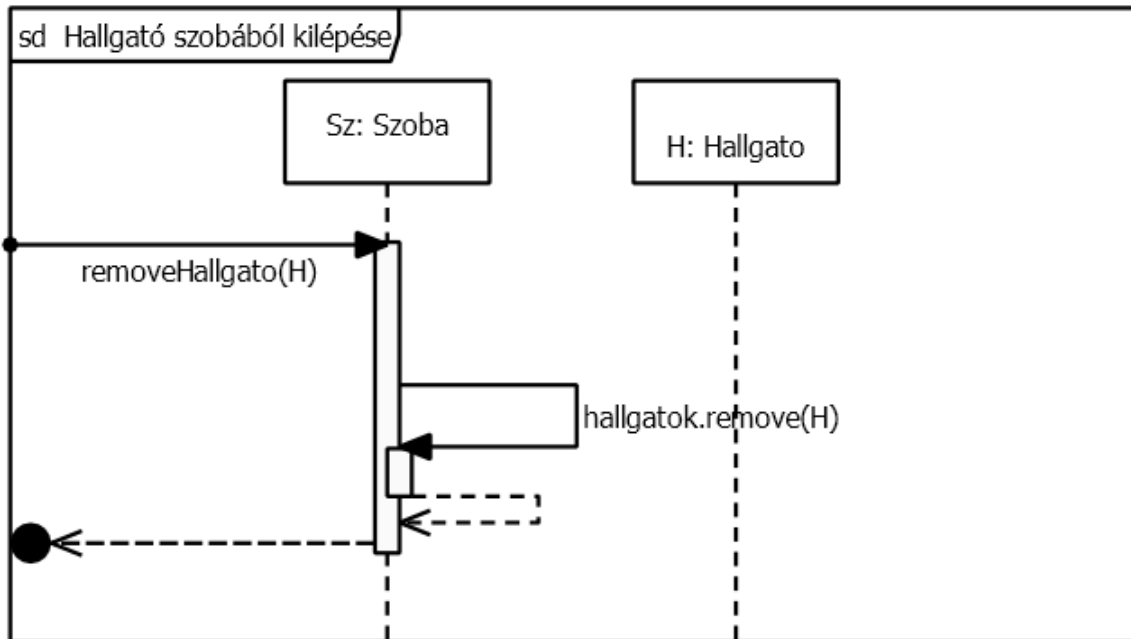 sd Hallgató szobából kilépése
Sz: Szoba
H: Hallgato
removeHallgato(H)
hallgatok.remove(H)